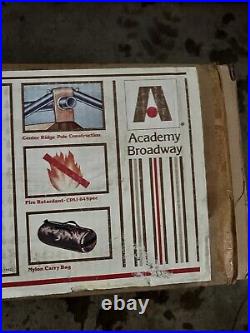 Center Ridge Pole Construction
Fire Retardant-CPAI-84 Spec
Nylon Carry Bag
®
Academy
Broadway